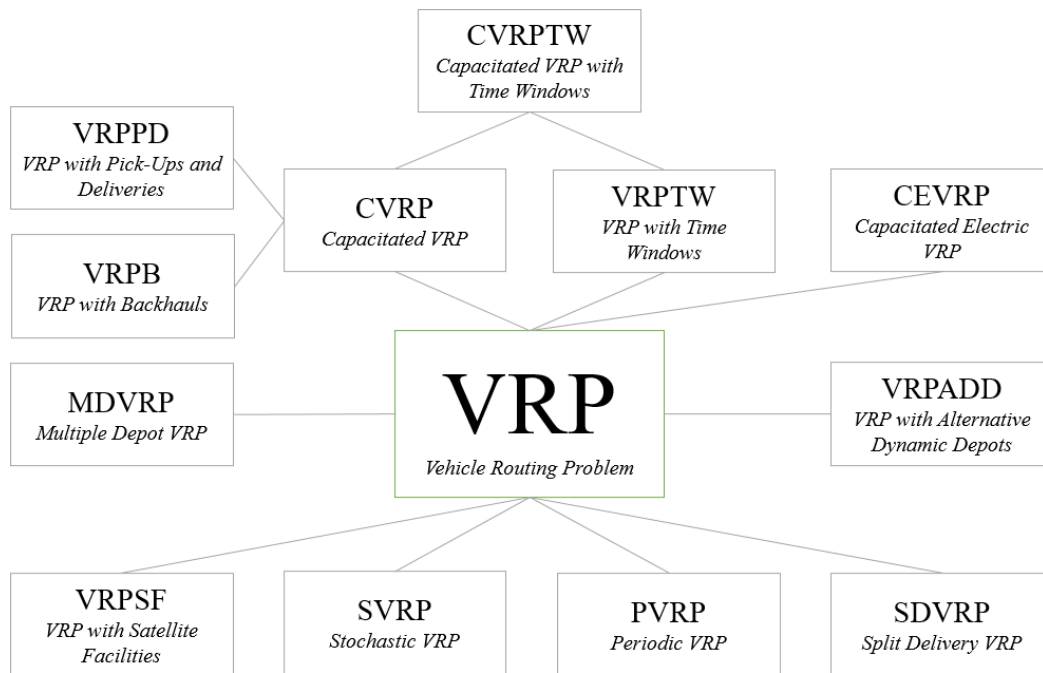 CVRPTW
Capacitated VRP with
Time Windows
VRPPD
VRP with Pick-Ups and
Deliveries
CVRP
Capacitated VRP
VRPTW
VRP with Time
Windows
CEVRP
Capacitated Electric
VRP
VRPB
VRP with Backhauls
MDVRP
Multiple Depot VRP
VRP
Vehicle Routing Problem
VRPADD
VRP with Alternative
Dynamic Depots
VRPSF
VRP with Satellite
Facilities
SVRP
Stochastic VRP
PVRP
Periodic VRP
SDVRP
Split Delivery VRP